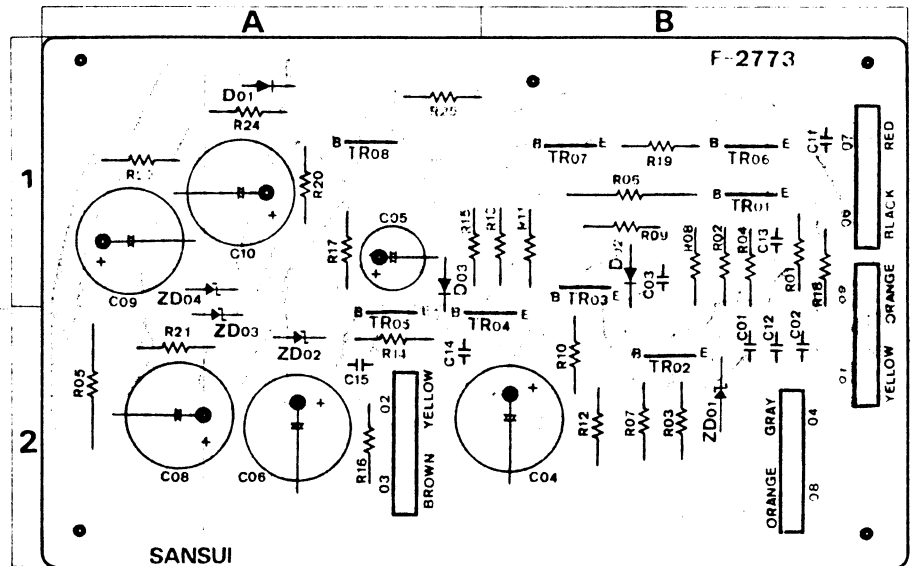 A B
F-2773
1
2
D01
R24
R25
B
TR08
B E
TR07
R19
B E
TR06
C11
07
RED
R20
R06
B E
TR01
C10
R17
C05
R15
R11
R09
D02
R08
R02
R04
C13
R01
R18
06
BLACK
C09
D03
C03
ZD04
ZD03
B E
TR05
B E
TR04
B E
TR03
09
ORANGE
R21
ZD02
R14
C14
C15
R10
B E
TR02
C01
C12
C02
R05
01
YELLOW
02
YELLOW
R12
R07
R03
ZD01
GRAY
04
C08
C06
R16
03
BROWN
C04
ORANGE
08
SANSUI